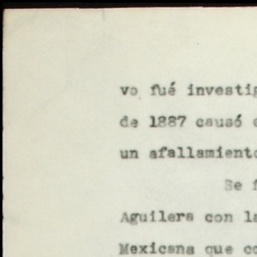 vo fué investig
de 1887 causó
un afallamiento
Se
Aguilera con la
Mexicana que co